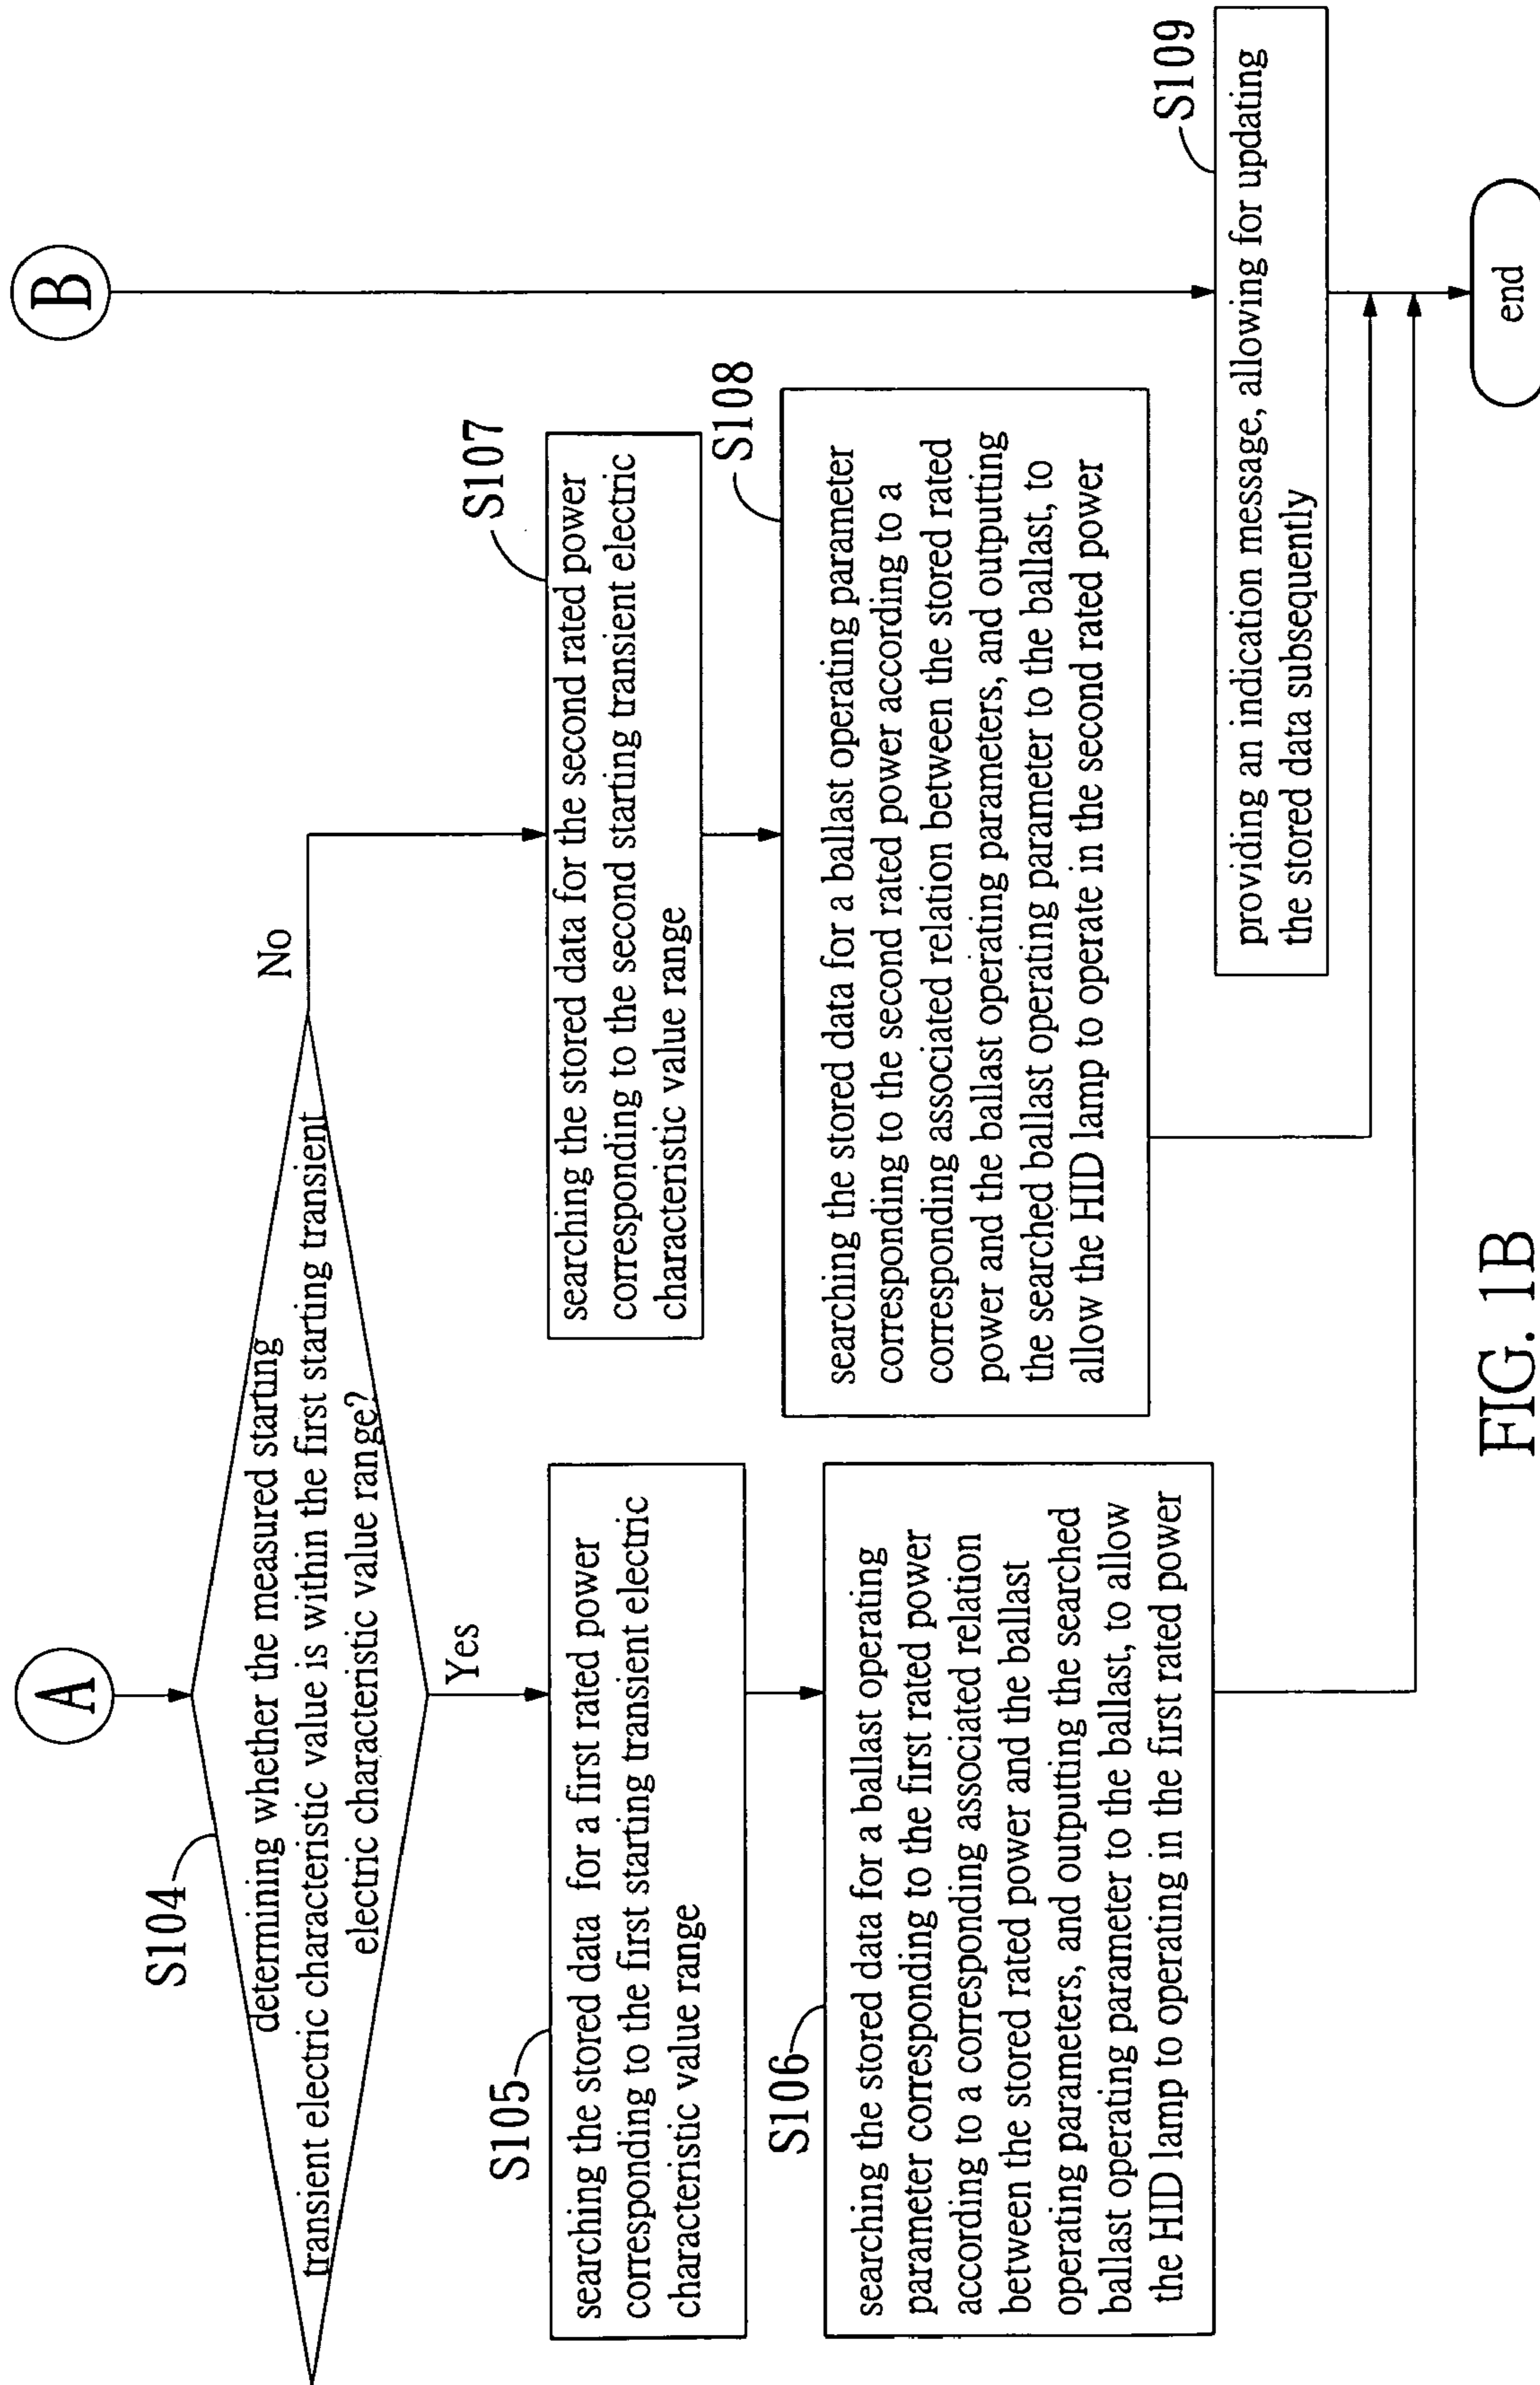 A
B
S104
determining whether the measured starting
transient electric characteristic value is within the first starting transient
electric characteristic value range?
No
Yes
S105
searching the stored data for a first rated power
corresponding to the first starting transient electric
characteristic value range
S107
searching the stored data for the second rated power
corresponding to the second starting transient electric
characteristic value range
S106
searching the stored data for a ballast operating
parameter corresponding to the first rated power
according to a corresponding associated relation
between the stored rated power and the ballast
operating parameters, and outputting the searched
ballast operating parameter to the ballast, to allow
the HID lamp to operating in the first rated power
S108
searching the stored data for a ballast operating parameter
corresponding to the second rated power according to a
corresponding associated relation between the stored rated
power and the ballast operating parameters, and outputting
the searched ballast operating parameter to the ballast, to
allow the HID lamp to operate in the second rated power
S109
providing an indication message, allowing for updating
the stored data subsequently
end
FIG. 1B